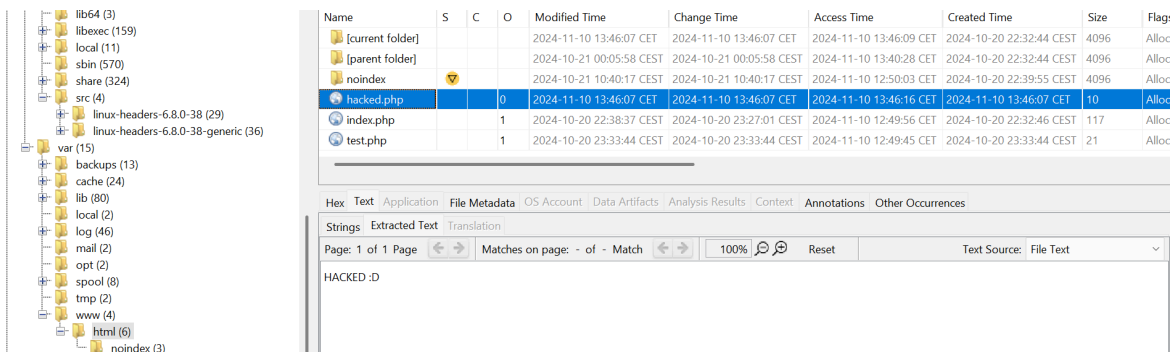 lib64 (3)
libexec (159)
local (11)
sbin (570)
share (324)
src (4)
linux-headers-6.8.0-38 (29)
linux-headers-6.8.0-38-generic (36)
var (15)
backups (13)
cache (24)
lib (80)
local (2)
log (46)
mail (2)
opt (2)
spool (8)
tmp (2)
www (4)
html (6)
noindex (3)
Name S C O Modified Time Change Time Access Time Created Time Size Flags
[current folder] 2024-11-10 13:46:07 CET 2024-11-10 13:46:07 CET 2024-11-10 13:46:09 CET 2024-10-20 22:32:44 CEST 4096 Alloc
[parent folder] 2024-10-21 00:05:58 CEST 2024-10-21 00:05:58 CEST 2024-11-10 13:40:28 CET 2024-10-20 22:32:44 CEST 4096 Alloc
noindex 2024-10-21 10:40:17 CEST 2024-10-21 10:40:17 CEST 2024-11-10 12:50:03 CET 2024-10-20 22:39:55 CEST 4096 Alloc
hacked.php 0 2024-11-10 13:46:07 CET 2024-11-10 13:46:07 CET 2024-11-10 13:46:16 CET 2024-11-10 13:46:07 CET 10 Alloc
index.php 1 2024-10-20 22:38:37 CEST 2024-10-20 23:27:01 CEST 2024-11-10 12:49:56 CET 2024-10-20 22:32:46 CEST 117 Alloc
test.php 1 2024-10-20 23:33:44 CEST 2024-10-20 23:33:44 CEST 2024-11-10 12:49:45 CET 2024-10-20 23:33:44 CEST 21 Alloc
Hex Text Application File Metadata OS Account Data Artifacts Analysis Results Context Annotations Other Occurrences
Strings Extracted Text Translation
Page: 1 of 1 Page Matches on page: - of - Match 100% Reset Text Source: File Text
HACKED :D